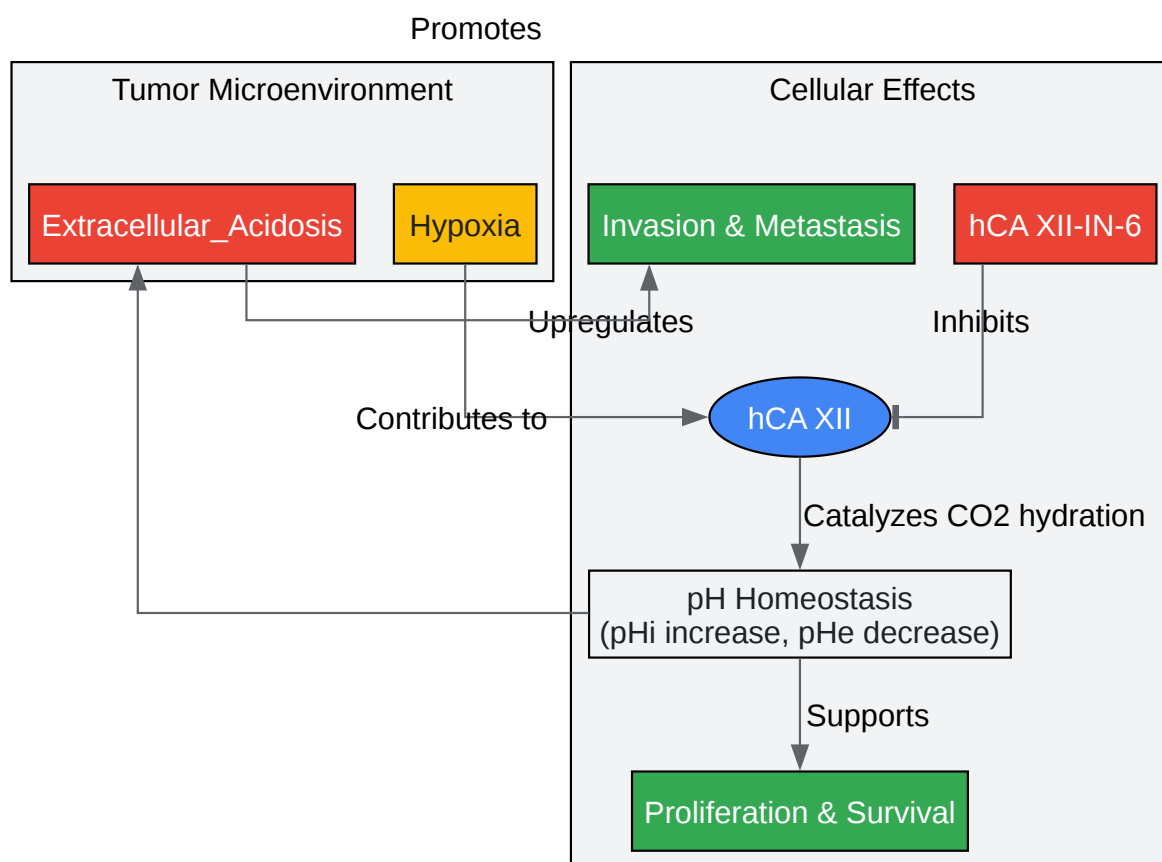 Promotes
Tumor Microenvironment
Cellular Effects
Extracellular_Acidosis
Hypoxia
Invasion & Metastasis
hCA XII-IN-6
Upregulates
Inhibits
Contributes to
hCA XII
Catalyzes CO2 hydration
pH Homeostasis
(pHi increase, pHe decrease)
Supports
Proliferation & Survival